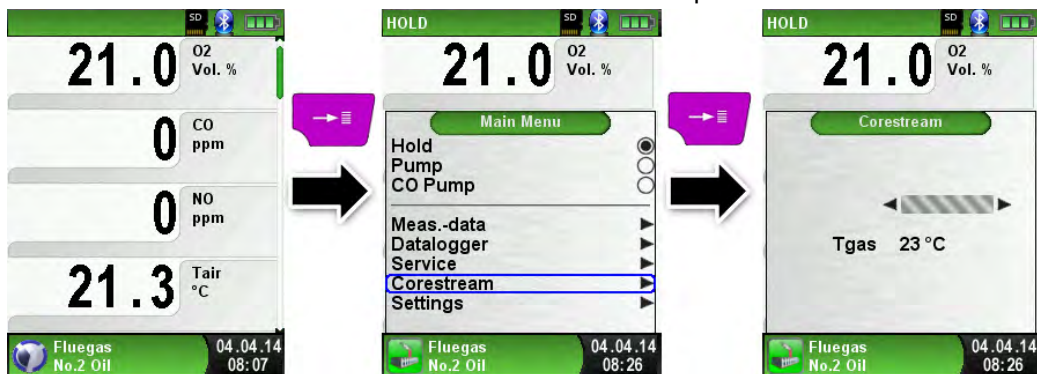 SD
21.0 O2 Vol. %
0 CO ppm
0 NO ppm
21.3 Tair °C
Fluegas 04.04.14
No.2 Oil 08:07
HOLD SD
21.0 O2 Vol. %
Main Menu
Hold
Pump
CO Pump
Meas.-data
Datalogger
Service
Corestream
Settings
Fluegas 04.04.14
No.2 Oil 08:26
HOLD SD
21.0 O2 Vol. %
Corestream
Tgas 23 °C
Fluegas 04.04.14
No.2 Oil 08:26